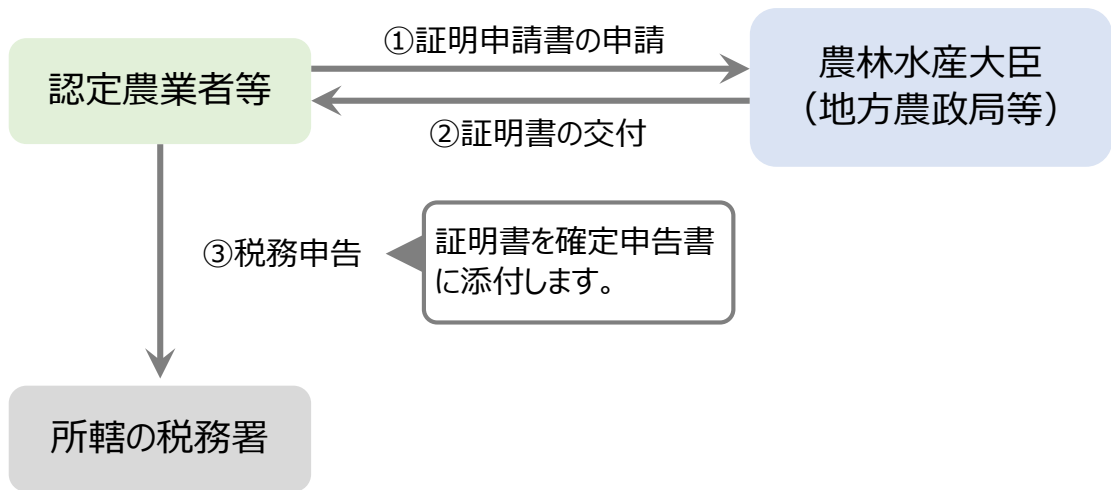 ①証明申請書の申請
認定農業者等
農林水産大臣
（地方農政局等）
②証明書の交付
③税務申告
証明書を確定申告書
に添付します。
所轄の税務署